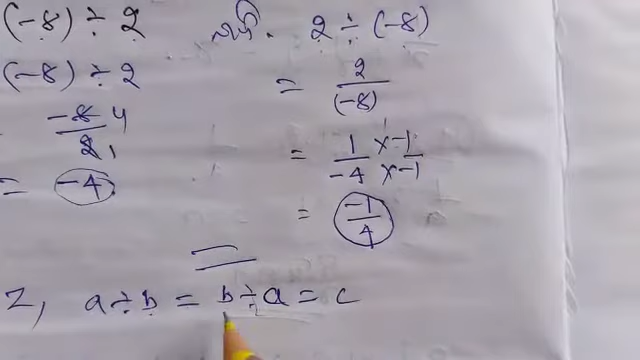 (-8) ÷ 2
(-8) ÷ 2
-8 4
2 1
= -4
2 ÷ (-8)
= 2/(-8)
= 1/-4 ×-1/×-1
= -1/4
Z, a ÷ b = b ÷ a = c